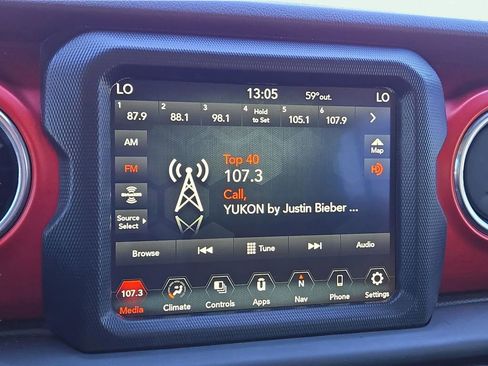 LO 13:05 59°out. LO
1 2 3 4 5 6
87.9 88.1 98.1 Hold to Set 105.1 107.9
AM
Map
Top 40
FM
107.3
HD
Call,
SiriusXM
YUKON by Justin Bieber ...
Source Select
Browse Tune Audio
107.3 N
Media Climate Controls Apps Nav Phone Settings